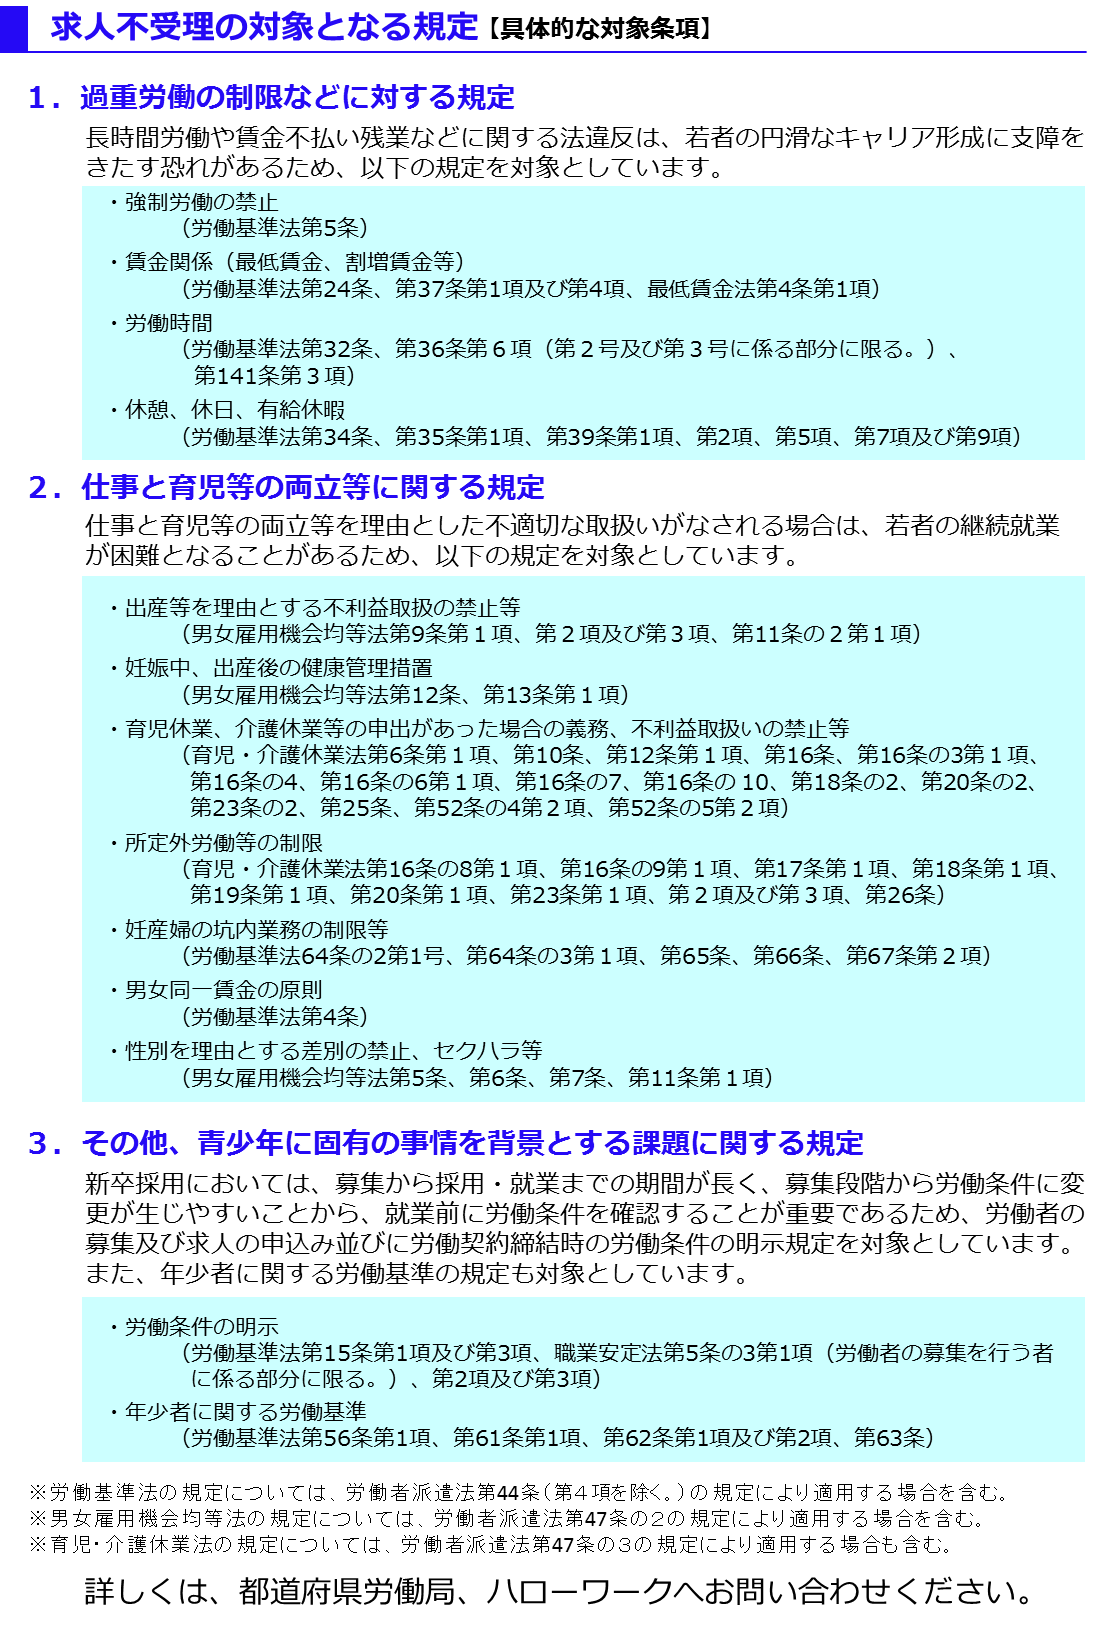 求人不受理の対象となる規定【具体的な対象条項】
１．過重労働の制限などに対する規定
長時間労働や賃金不払い残業などに関する法違反は、若者の円滑なキャリア形成に支障を
きたす恐れがあるため、以下の規定を対象としています。
・強制労働の禁止
（労働基準法第5条）
・賃金関係（最低賃金、割増賃金等）
（労働基準法第24条、第37条第1項及び第4項、最低賃金法第4条第1項）
・労働時間
（労働基準法第32条、第36条第６項（第２号及び第３号に係る部分に限る。）、
第141条第３項）
・休憩、休日、有給休暇
（労働基準法第34条、第35条第1項、第39条第1項、第2項、第5項、第7項及び第9項）
２．仕事と育児等の両立等に関する規定
仕事と育児等の両立等を理由とした不適切な取扱いがなされる場合は、若者の継続就業
が困難となることがあるため、以下の規定を対象としています。
・出産等を理由とする不利益取扱の禁止等
（男女雇用機会均等法第9条第１項、第２項及び第３項、第11条の２第１項）
・妊娠中、出産後の健康管理措置
（男女雇用機会均等法第12条、第13条第１項）
・育児休業、介護休業等の申出があった場合の義務、不利益取扱いの禁止等
（育児・介護休業法第6条第１項、第10条、第12条第１項、第16条、第16条の3第１項、
第16条の4、第16条の6第１項、第16条の7、第16条の10、第18条の2、第20条の2、
第23条の2、第25条、第52条の4第２項、第52条の5第２項）
・所定外労働等の制限
（育児・介護休業法第16条の8第１項、第16条の9第１項、第17条第１項、第18条第１項、
第19条第１項、第20条第１項、第23条第１項、第２項及び第３項、第26条）
・妊産婦の坑内業務の制限等
（労働基準法64条の2第1号、第64条の3第１項、第65条、第66条、第67条第２項）
・男女同一賃金の原則
（労働基準法第4条）
・性別を理由とする差別の禁止、セクハラ等
（男女雇用機会均等法第5条、第6条、第7条、第11条第１項）
３．その他、青少年に固有の事情を背景とする課題に関する規定
新卒採用においては、募集から採用・就業までの期間が長く、募集段階から労働条件に変
更が生じやすいことから、就業前に労働条件を確認することが重要であるため、労働者の
募集及び求人の申込み並びに労働契約締結時の労働条件の明示規定を対象としています。
また、年少者に関する労働基準の規定も対象としています。
・労働条件の明示
（労働基準法第15条第1項及び第3項、職業安定法第5条の3第1項（労働者の募集を行う者
に係る部分に限る。）、第2項及び第3項）
・年少者に関する労働基準
（労働基準法第56条第1項、第61条第1項、第62条第1項及び第2項、第63条）
※労働基準法の規定については、労働者派遣法第44条（第４項を除く。）の規定により適用する場合を含む。
※男女雇用機会均等法の規定については、労働者派遣法第47条の２の規定により適用する場合を含む。
※育児・介護休業法の規定については、労働者派遣法第47条の３の規定により適用する場合も含む。
詳しくは、都道府県労働局、ハローワークへお問い合わせください。